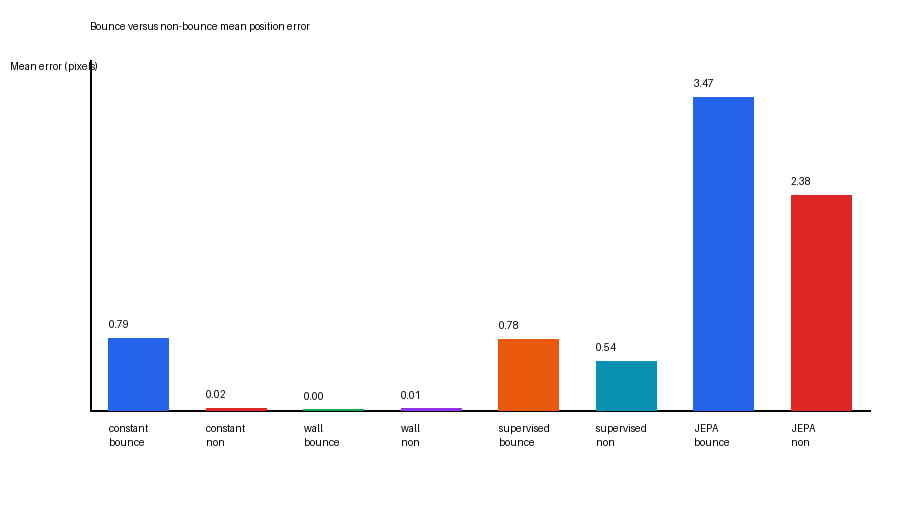 Bounce versus non-bounce mean position error
Mean error (pixels)
3.47
2.38
0.79
0.78
0.54
0.02
0.00
0.01
constant bounce
constant non
wall bounce
wall non
supervised bounce
supervised non
JEPA bounce
JEPA non